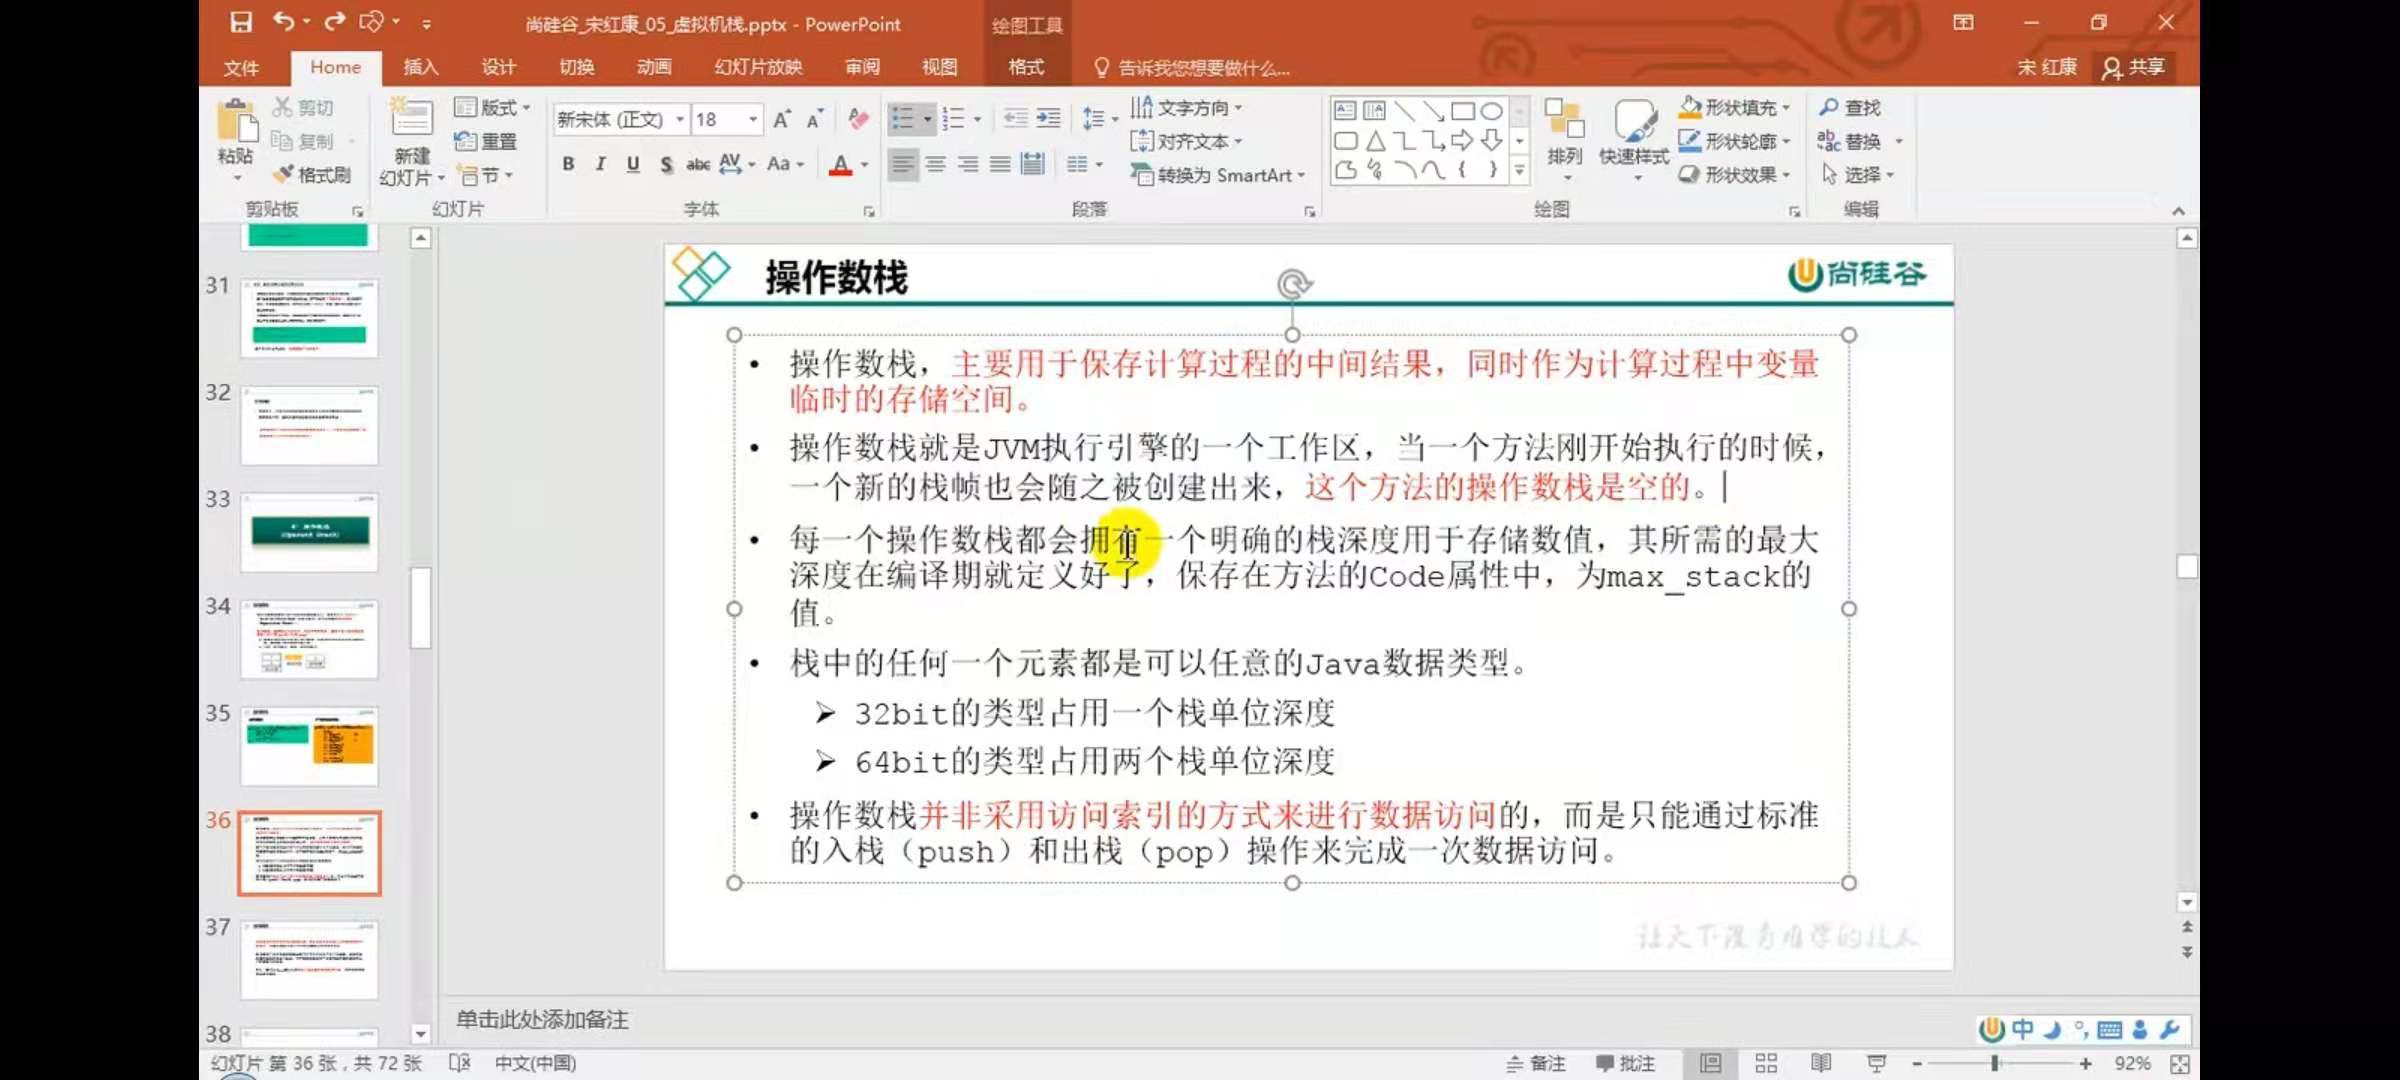 尚硅谷_宋红康_05_虚拟机栈.pptx - PowerPoint
绘图工具
文件 Home 插入 设计 切换 动画 幻灯片放映 审阅 视图 格式 告诉我您想要做什么... 宋 红康 共享
剪切
复制
格式刷
粘贴
剪贴板
新建
幻灯片
版式
重置
节
幻灯片
新宋体 (正文) 18
B I U S abc AV Aa A
字体
文字方向
对齐文本
转换为 SmartArt
段落
排列
快速样式
形状填充
形状轮廓
形状效果
绘图
查找
替换
选择
编辑
31
32
33
34
35
36
37
38
操作数栈
尚硅谷
• 操作数栈，主要用于保存计算过程的中间结果，同时作为计算过程中变量
临时的存储空间。
• 操作数栈就是JVM执行引擎的一个工作区，当一个方法刚开始执行的时候，
一个新的栈帧也会随之被创建出来，这个方法的操作数栈是空的。
• 每一个操作数栈都会拥有一个明确的栈深度用于存储数值，其所需的最大
深度在编译期就定义好了，保存在方法的Code属性中，为max_stack的
值。
• 栈中的任何一个元素都是可以任意的Java数据类型。
➢ 32bit的类型占用一个栈单位深度
➢ 64bit的类型占用两个栈单位深度
• 操作数栈并非采用访问索引的方式来进行数据访问的，而是只能通过标准
的入栈（push）和出栈（pop）操作来完成一次数据访问。
让天下没有难学的技术
单击此处添加备注
中
幻灯片 第 36 张，共 72 张 中文(中国) 备注 批注 92%